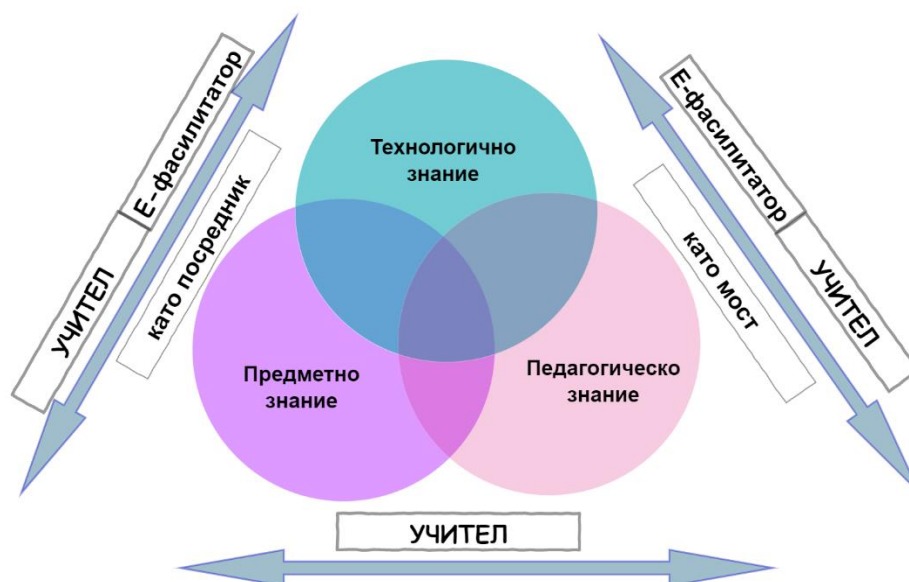 Е-фасилитатор
УЧИТЕЛ
като посредник
Технологично
знание
Предметно
знание
Педагогическо
знание
Е-фасилитатор
УЧИТЕЛ
като мост
УЧИТЕЛ